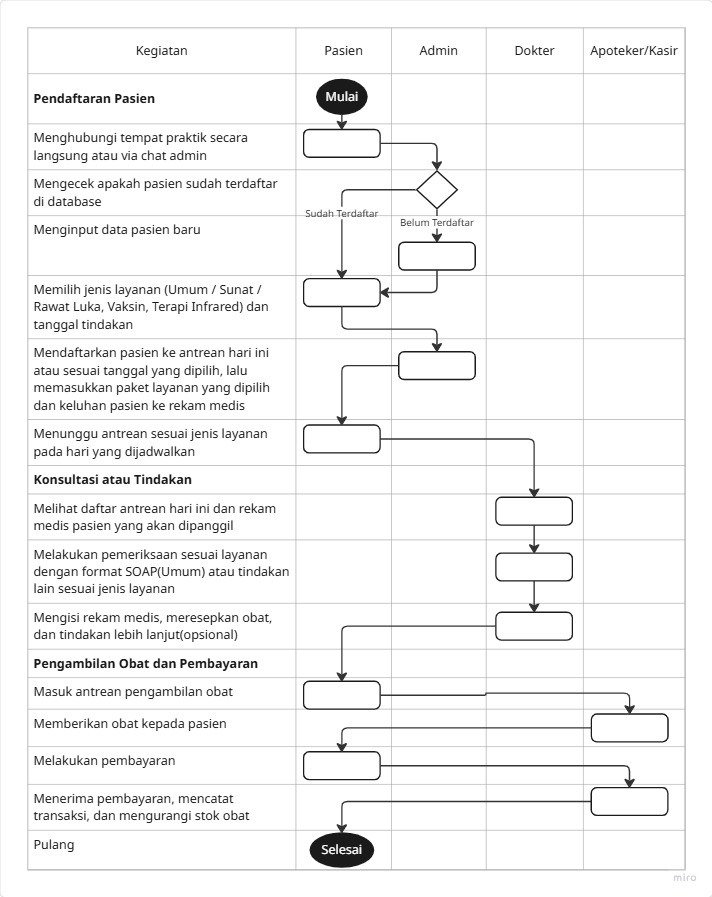 Kegiatan
Pasien
Admin
Dokter
Apoteker/Kasir
Pendaftaran Pasien
Mulai
Menghubungi tempat praktik secara
langsung atau via chat admin
Mengecek apakah pasien sudah terdaftar
di database
Sudah Terdaftar
Belum Terdaftar
Menginput data pasien baru
Memilih jenis layanan (Umum / Sunat /
Rawat Luka, Vaksin, Terapi Infrared) dan
tanggal tindakan
Mendaftarkan pasien ke antrean hari ini
atau sesuai tanggal yang dipilih, lalu
memasukkan paket layanan yang dipilih
dan keluhan pasien ke rekam medis
Menunggu antrean sesuai jenis layanan
pada hari yang dijadwalkan
Konsultasi atau Tindakan
Melihat daftar antrean hari ini dan rekam
medis pasien yang akan dipanggil
Melakukan pemeriksaan sesuai layanan
dengan format SOAP(Umum) atau tindakan
lain sesuai jenis layanan
Mengisi rekam medis, meresepkan obat,
dan tindakan lebih lanjut(opsional)
Pengambilan Obat dan Pembayaran
Masuk antrean pengambilan obat
Memberikan obat kepada pasien
Melakukan pembayaran
Menerima pembayaran, mencatat
transaksi, dan mengurangi stok obat
Pulang
Selesai
miro